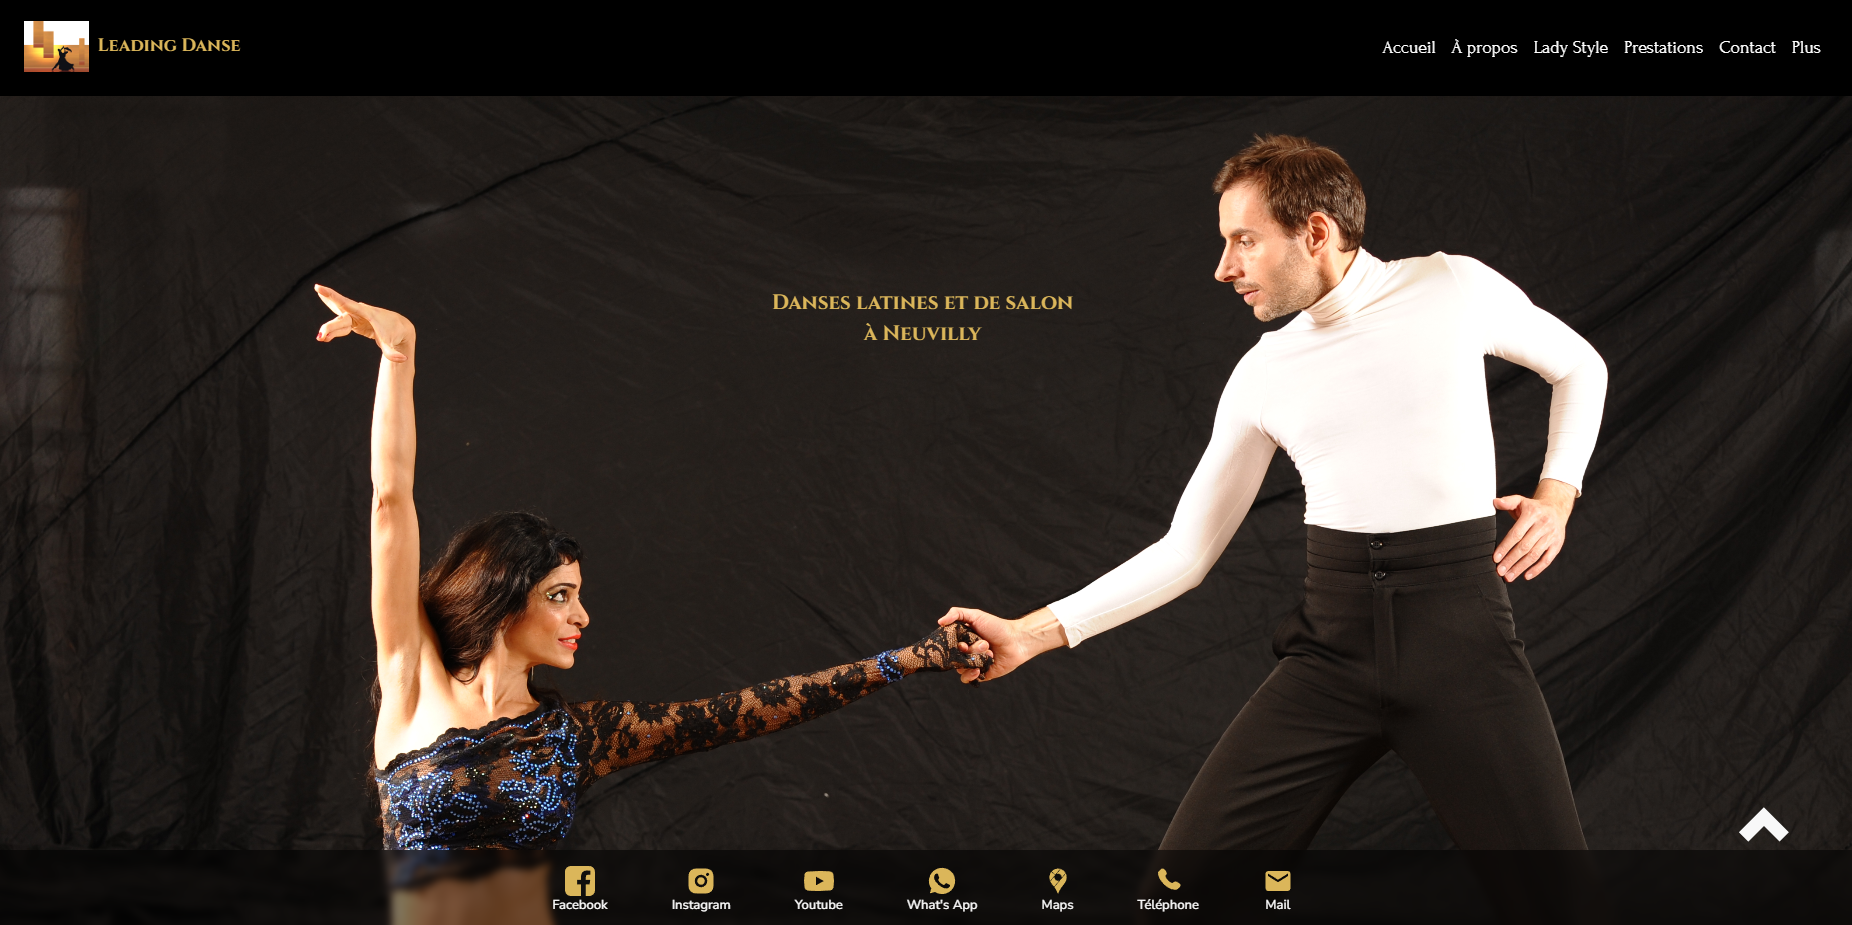 Leading Danse
Accueil À propos Lady Style Prestations Contact Plus
Danses latines et de salon
à Neuvilly
Facebook Instagram Youtube What's App Maps Téléphone Mail